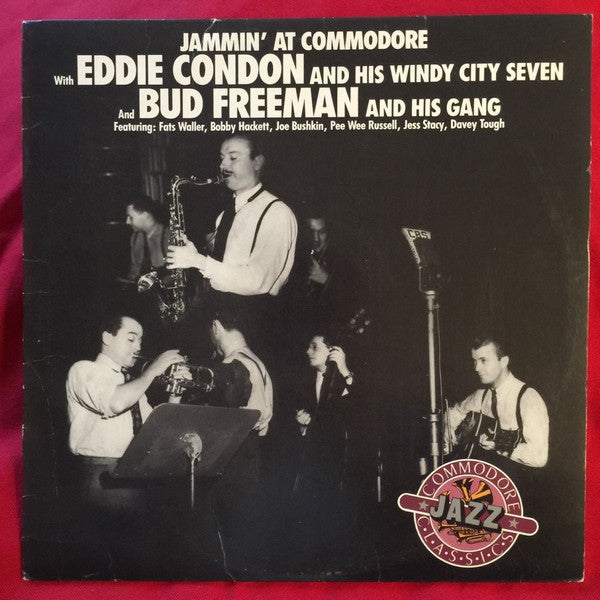 JAMMIN' AT COMMODORE
With EDDIE CONDON AND HIS WINDY CITY SEVEN
And BUD FREEMAN AND HIS GANG
Featuring: Fats Waller, Bobby Hackett, Joe Bushkin, Pee Wee Russell, Jess Stacy, Davey Tough
CBS
COMMODORE
JAZZ
CLASSICS